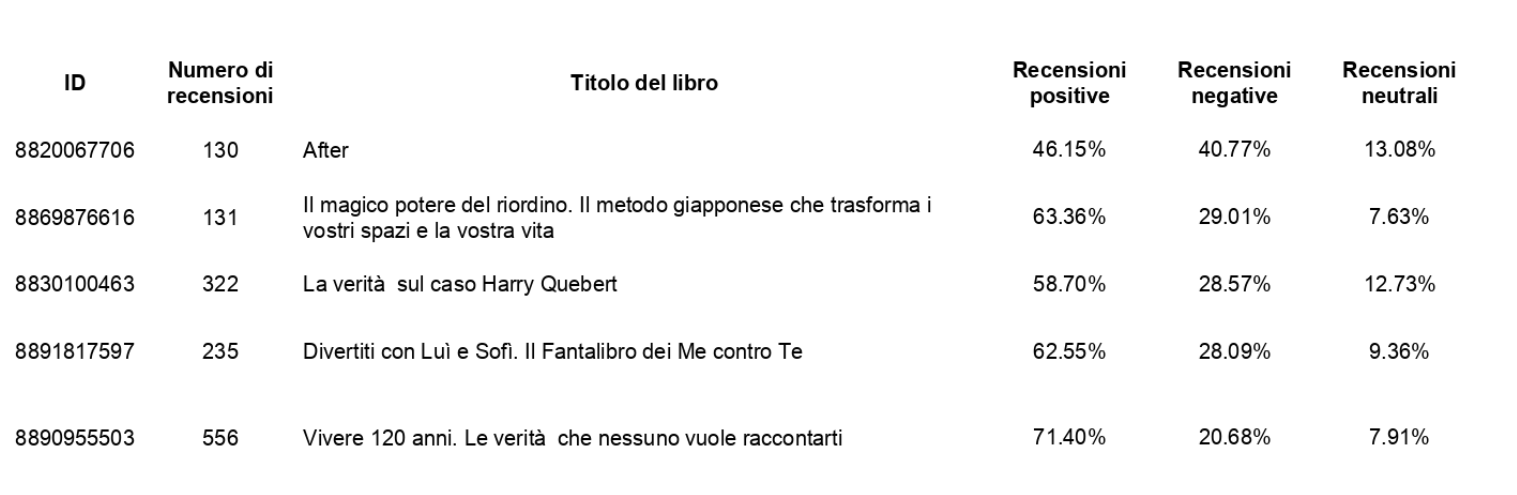 ID Numero di recensioni Titolo del libro Recensioni positive Recensioni negative Recensioni neutrali
8820067706 130 After 46.15% 40.77% 13.08%
8869876616 131 Il magico potere del riordino. Il metodo giapponese che trasforma i
vostri spazi e la vostra vita 63.36% 29.01% 7.63%
8830100463 322 La verità  sul caso Harry Quebert 58.70% 28.57% 12.73%
8891817597 235 Divertiti con Luì e Sofì. Il Fantalibro dei Me contro Te 62.55% 28.09% 9.36%
8890955503 556 Vivere 120 anni. Le verità  che nessuno vuole raccontarti 71.40% 20.68% 7.91%